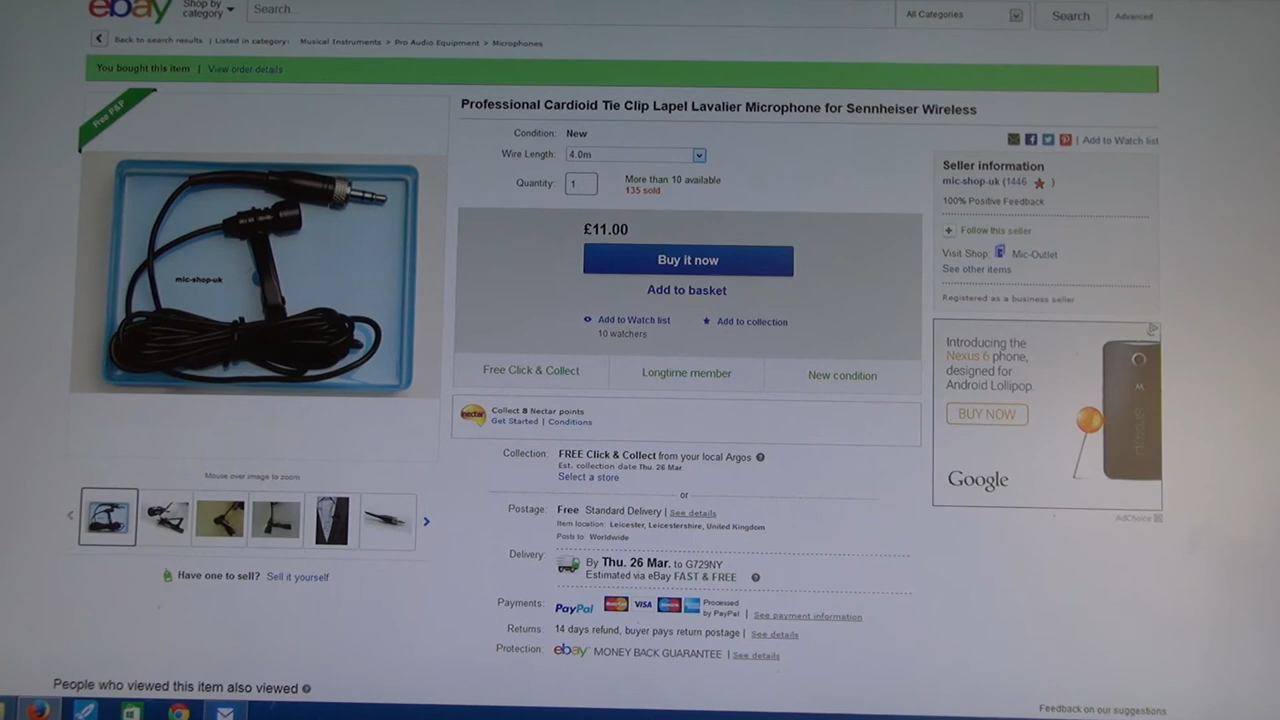 ebay
Shop by
category
Search...
All Categories
Search
Advanced
Back to search results | Listed in category: Musical Instruments > Pro Audio Equipment > Microphones
You bought this item | View order details
Free P&P
mic-shop-uk
Mouse over image to zoom
Have one to sell? Sell it yourself
Professional Cardioid Tie Clip Lapel Lavalier Microphone for Sennheiser Wireless
Condition: New
Wire Length: 4.0m
Quantity: 1
More than 10 available
135 sold
£11.00
Buy it now
Add to basket
Add to Watch list
10 watchers
Add to collection
Free Click & Collect
Longtime member
New condition
nectar
Collect 8 Nectar points
Get Started | Conditions
Collection: FREE Click & Collect from your local Argos
Est. collection date Thu. 26 Mar
Select a store
or
Postage: Free Standard Delivery | See details
Item location: Leicester, Leicestershire, United Kingdom
Posts to: Worldwide
Delivery: By Thu. 26 Mar. to G729NY
Estimated via eBay FAST & FREE
Payments: PayPal VISA Processed
by PayPal | See payment information
Returns: 14 days refund, buyer pays return postage | See details
Protection: ebay MONEY BACK GUARANTEE | See details
| Add to Watch list
Seller information
mic-shop-uk (1446 )
100% Positive Feedback
Follow this seller
Visit Shop: Mic-Outlet
See other items
Registered as a business seller
Introducing the
Nexus 6 phone,
designed for
Android Lollipop.
BUY NOW
Google
AdChoice
People who viewed this item also viewed
Feedback on our suggestions